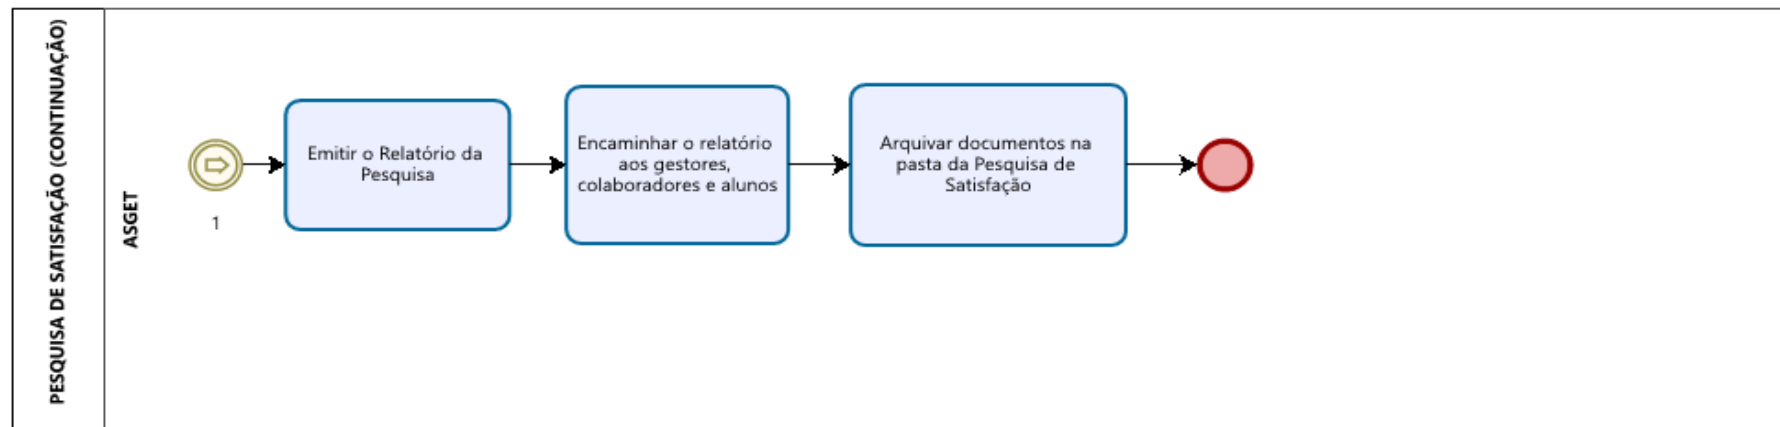 PESQUISA DE SATISFAÇÃO (CONTINUAÇÃO)
ASGET
1
Emitir o Relatório da
Pesquisa
Encaminhar o relatório
aos gestores,
colaboradores e alunos
Arquivar documentos na
pasta da Pesquisa de
Satisfação